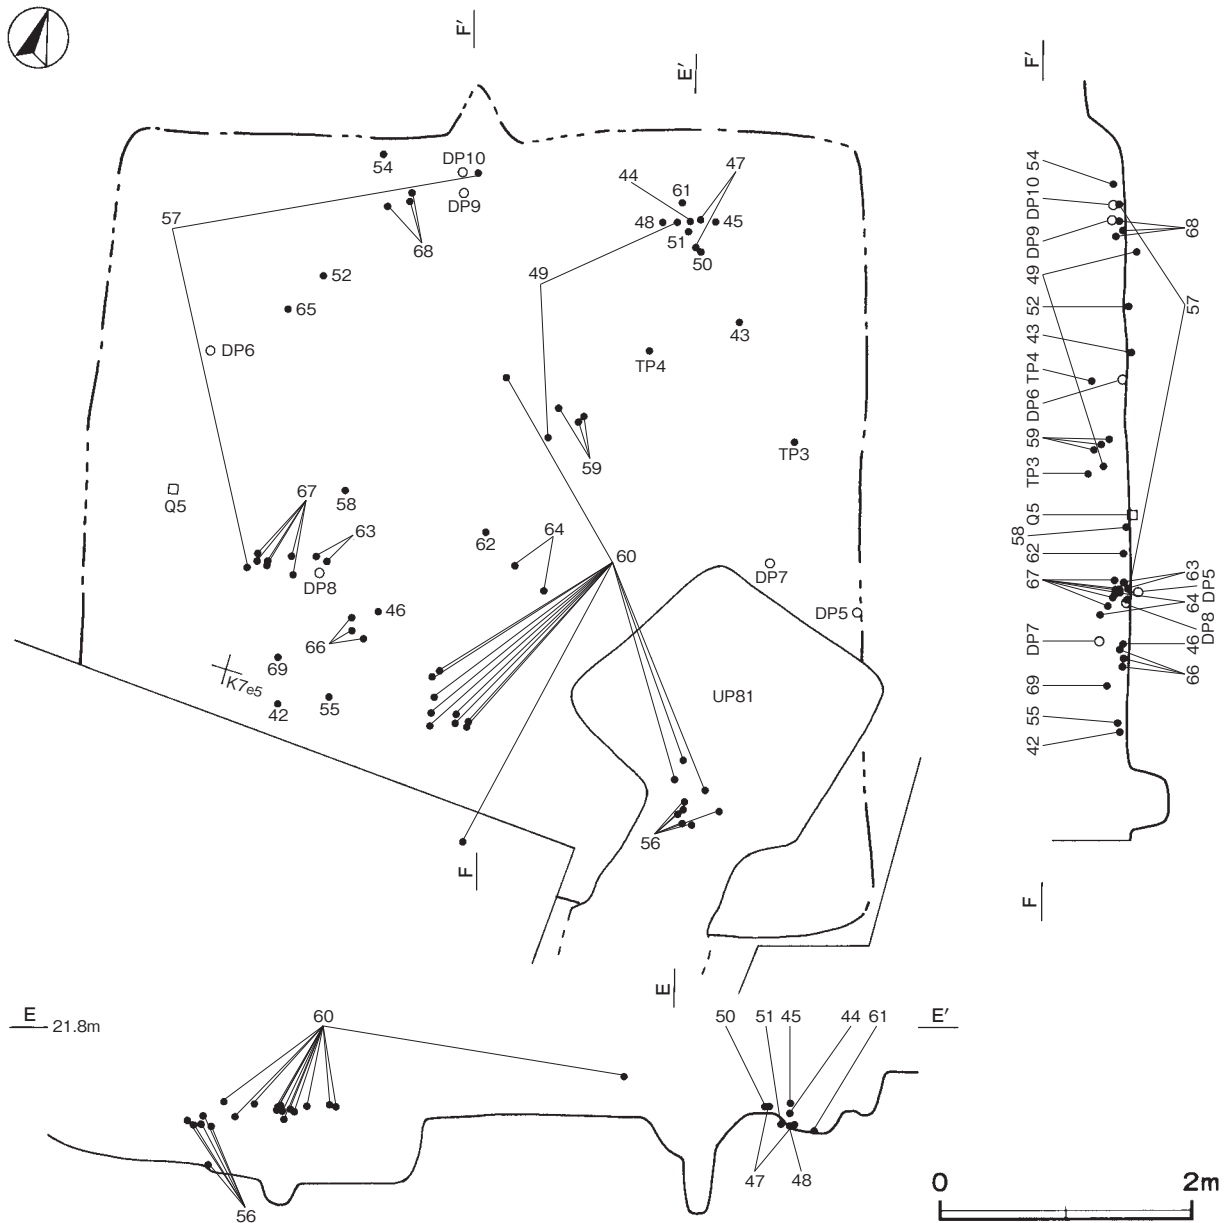 F′
E′
F′
54
DP10
DP9
47
44
61
57
48
45
51
50
68
49
52
65
DP6
43
TP4
59
TP3
Q5
67
58
63
62
64
60
DP7
DP8
DP5
46
66
69
K7e5
42
55
UP81
56
F
E
54
DP10
DP9
68
49
52
57
43
TP4
DP6
59
TP3
Q5
58
62
67
63
DP5
64
DP8
DP7
46
66
69
55
42
F
E 21.8m
60
50 51 45 44 61
E′
47 48
56
0 2m